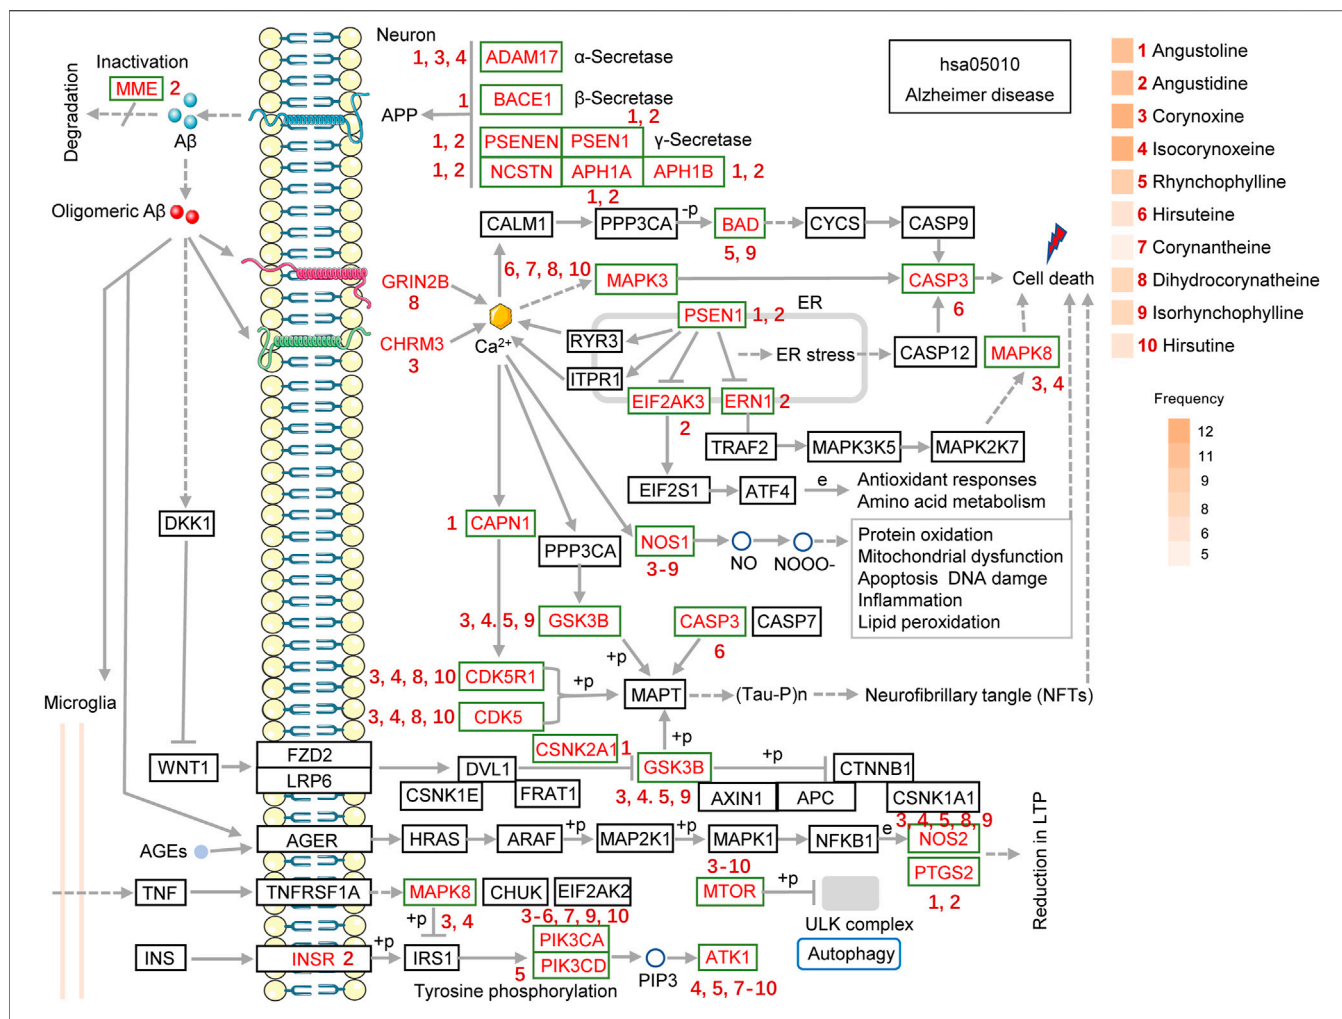 Neuron
Inactivation
MME 2
Degradation
Aβ
Oligomeric Aβ
APP
1, 3, 4 ADAM17 α-Secretase
1 BACE1 β-Secretase
1, 2
1, 2 PSENEN PSEN1 γ-Secretase
1, 2 NCSTN APH1A APH1B 1, 2
1, 2
hsa05010
Alzheimer disease
1 Angustoline
2 Angustidine
3 Corynoxine
4 Isocorynoxeine
5 Rhynchophylline
6 Hirsuteine
7 Corynantheine
8 Dihydrocorynatheine
9 Isorhynchophylline
10 Hirsutine
Frequency
12
11
9
8
6
5
CALM1 PPP3CA -p BAD CYCS CASP9
5, 9
6, 7, 8, 10 MAPK3 CASP3 Cell death
6
GRIN2B
8
CHRM3
3
Ca2+
PSEN1 1, 2 ER
RYR3
ITPR1
ER stress CASP12 MAPK8
3, 4
EIF2AK3 ERN1 2
2
TRAF2 MAPK3K5 MAPK2K7
EIF2S1 ATF4 e Antioxidant responses
Amino acid metabolism
DKK1
1 CAPN1
PPP3CA
NOS1 NO NOOO-
3-9
Protein oxidation
Mitochondrial dysfunction
Apoptosis DNA damge
Inflammation
Lipid peroxidation
3, 4. 5, 9 GSK3B CASP3 CASP7
6
+p
3, 4, 8, 10 CDK5R1
+p MAPT (Tau-P)n Neurofibrillary tangle (NFTs)
3, 4, 8, 10 CDK5
Microglia
CSNK2A1 1 +p
WNT1 FZD2
LRP6
DVL1 GSK3B +p CTNNB1
CSNK1E FRAT1 3, 4. 5, 9 AXIN1 APC CSNK1A1
3, 4, 5, 8, 9
AGEs AGER HRAS ARAF +p MAP2K1 +p MAPK1 NFKB1 e NOS2
PTGS2
1, 2
Reduction in LTP
3-10
MTOR +p ULK complex
Autophagy
TNF TNFRSF1A MAPK8 CHUK EIF2AK2
+p 3, 4 3-6, 7, 9, 10
INS INSR 2 +p IRS1 PIK3CA
5 PIK3CD PIP3 ATK1
4, 5, 7-10
Tyrosine phosphorylation